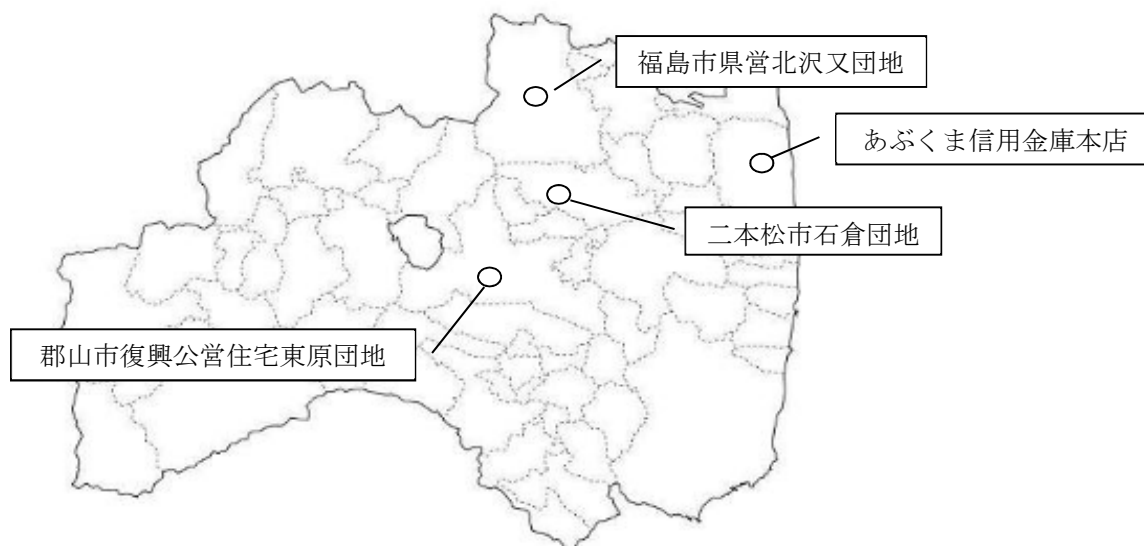 福島市県営北沢又団地
あぶくま信用金庫本店
二本松市石倉団地
郡山市復興公営住宅東原団地